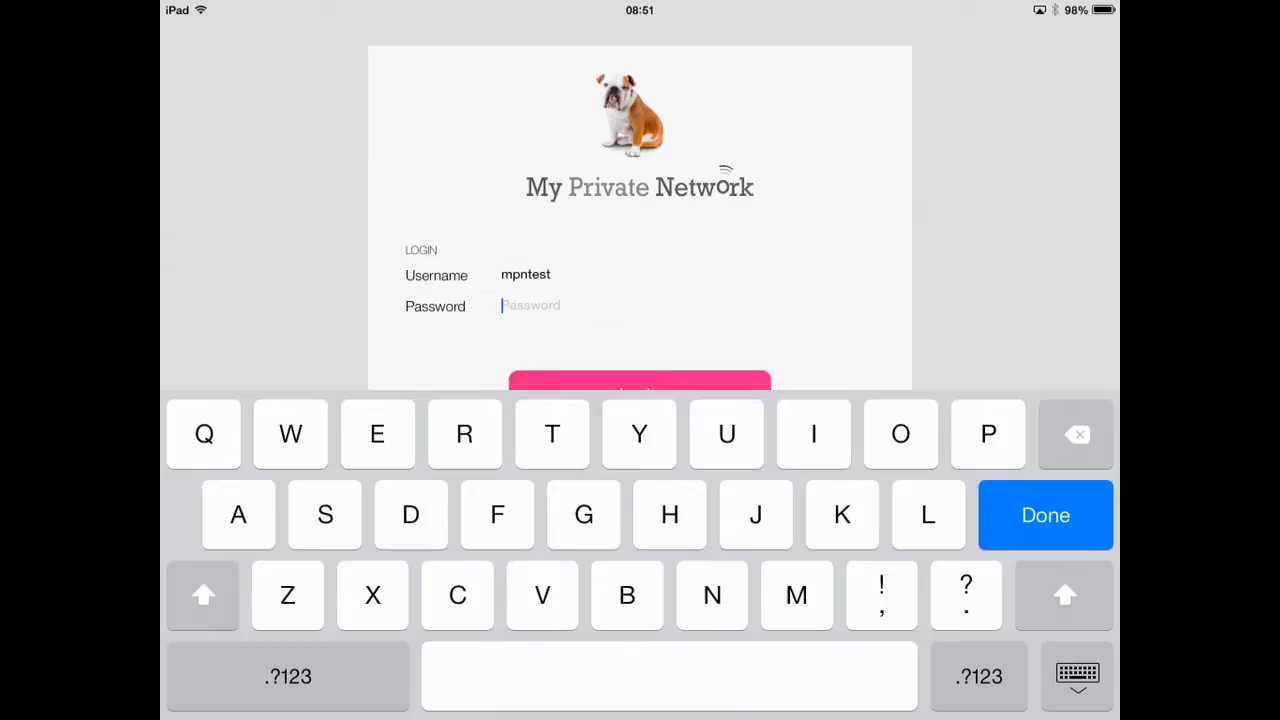 iPad 08:51 98%
My Private Network
LOGIN
Username mpntest
Password Password
Q W E R T Y U I O P
A S D F G H J K L Done
Z X C V B N M ! , ? .
.?123 .?123